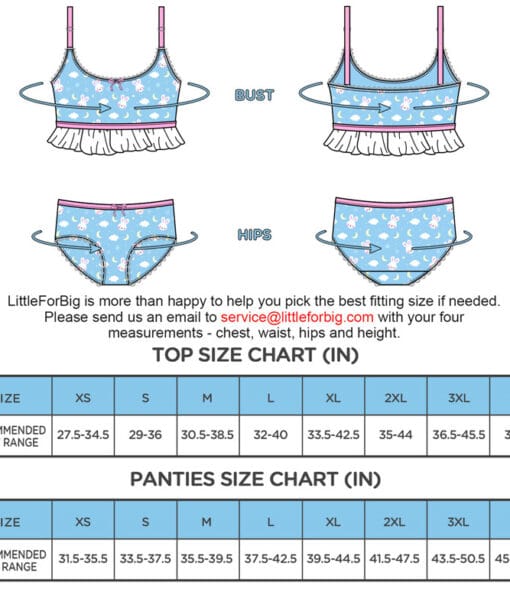 BUST
HIPS
LittleForBig is more than happy to help you pick the best fitting size if needed.
Please send us an email to service@littleforbig.com with your four
measurements - chest, waist, hips and height.
TOP SIZE CHART (IN)
IZE XS S M L XL 2XL 3XL
MMENDED
RANGE 27.5-34.5 29-36 30.5-38.5 32-40 33.5-42.5 35-44 36.5-45.5 3
PANTIES SIZE CHART (IN)
IZE XS S M L XL 2XL 3XL
MMENDED
RANGE 31.5-35.5 33.5-37.5 35.5-39.5 37.5-42.5 39.5-44.5 41.5-47.5 43.5-50.5 45